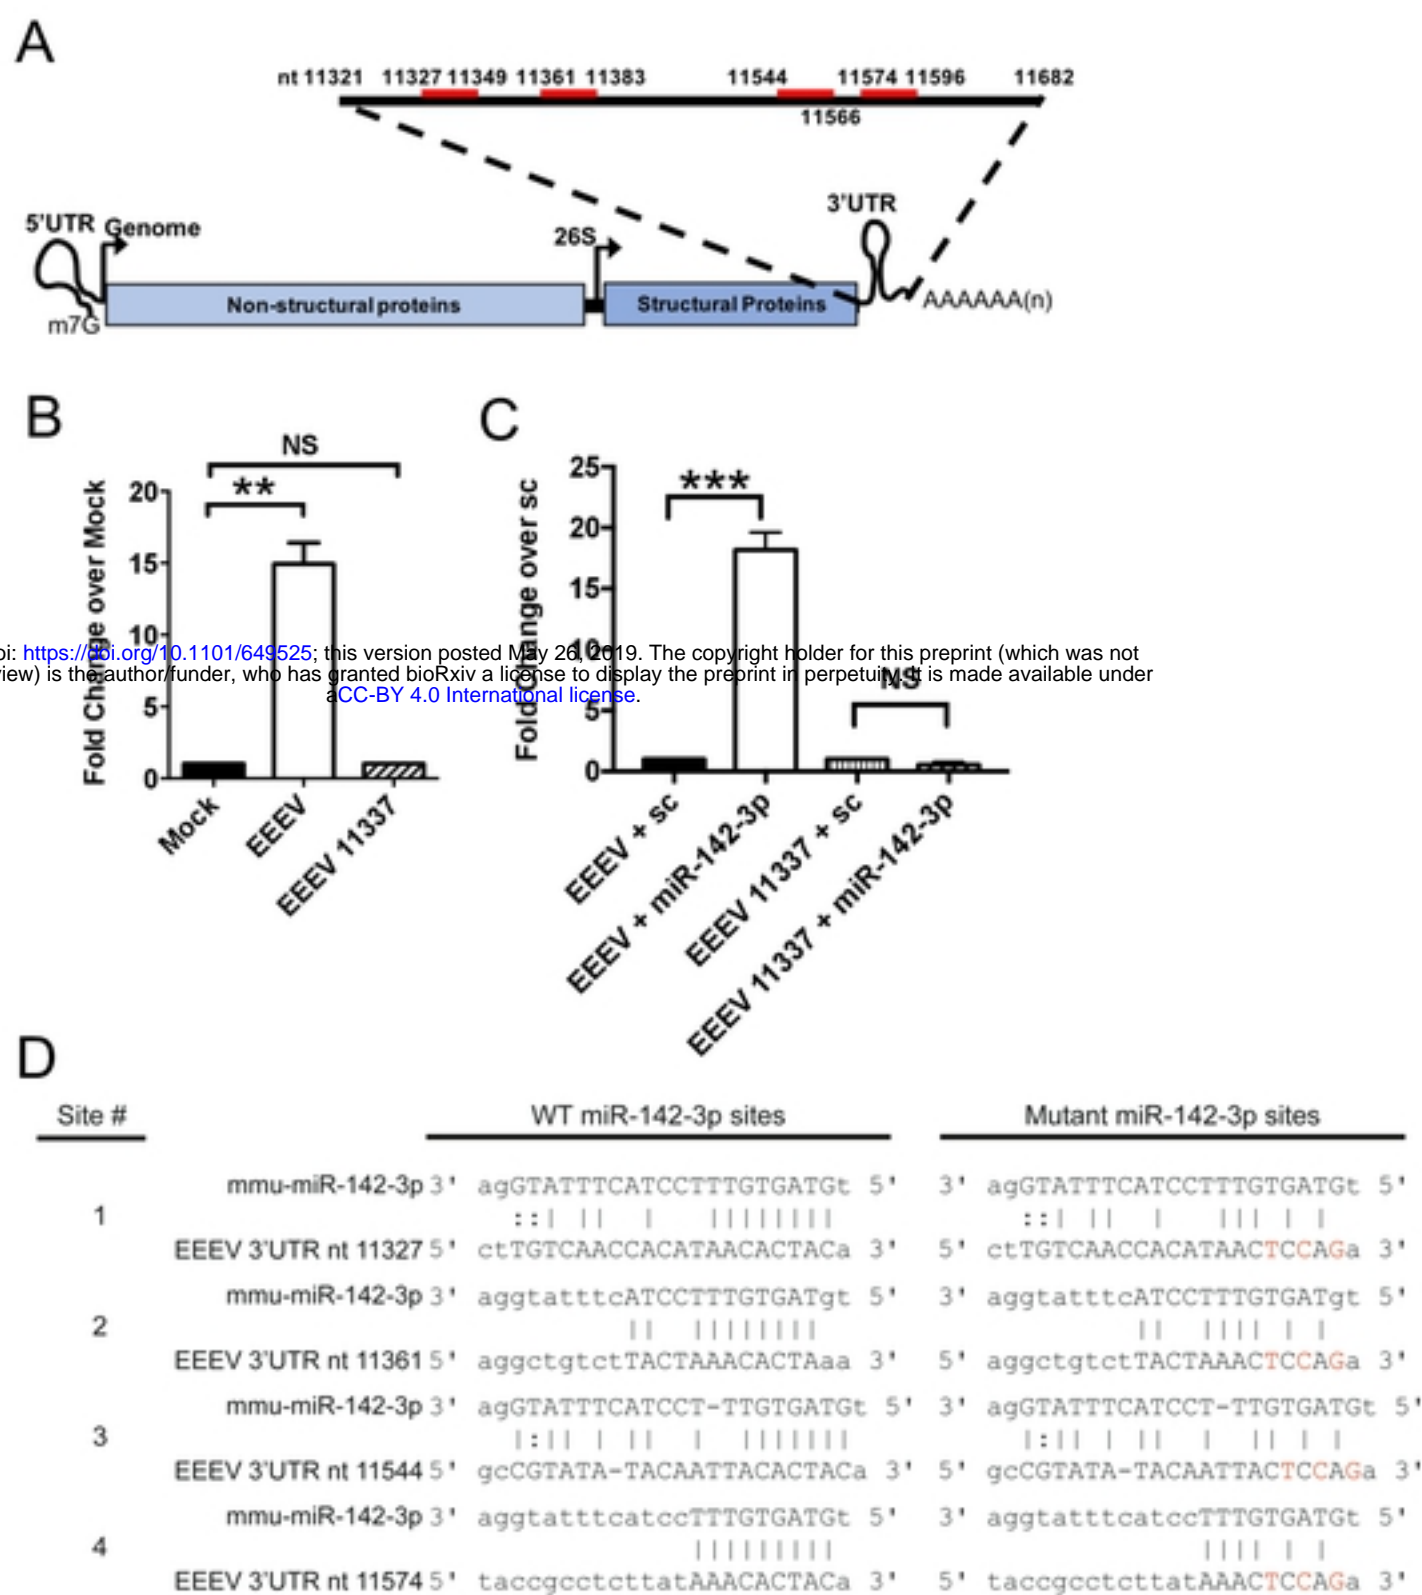 A
nt 11321 11327 11349 11361 11383 11544 11574 11596 11682
11566
5'UTR Genome 26S 3'UTR
Non-structural proteins Structural Proteins AAAAAA(n)
m7G
B
NS
**
Fold Change over Mock
20
15
10
5
0
Mock
EEEV
EEEV 11337
C
***
NS
Fold Change over sc
25
20
15
10
5
0
EEEV + sc
EEEV + miR-142-3p
EEEV 11337 + sc
EEEV 11337 + miR-142-3p
oi: https://doi.org/10.1101/649525; this version posted May 26, 2019. The copyright holder for this preprint (which was not
view) is the author/funder, who has granted bioRxiv a license to display the preprint in perpetuity. It is made available under
aCC-BY 4.0 International license.
D
Site # WT miR-142-3p sites Mutant miR-142-3p sites
mmu-miR-142-3p 3' agGTATTTCATCCTTTGTGATGt 5' 3' agGTATTTCATCCTTTGTGATGt 5'
1
EEEV 3'UTR nt 11327 5' ctTGTCAACCACATAACACTACa 3' 5' ctTGTCAACCACATAACTCCAGa 3'
mmu-miR-142-3p 3' aggtatttcATCCTTTGTGATgt 5' 3' aggtatttcATCCTTTGTGATgt 5'
2
EEEV 3'UTR nt 11361 5' aggctgtctTACTAAACACTAaa 3' 5' aggctgtctTACTAAACTCCAGa 3'
mmu-miR-142-3p 3' agGTATTTCATCCT-TTGTGATGt 5' 3' agGTATTTCATCCT-TTGTGATGt 5'
3
EEEV 3'UTR nt 11544 5' gcCGTATA-TACAATTACACTACa 3' 5' gcCGTATA-TACAATTACTCCAGa 3'
mmu-miR-142-3p 3' aggtatttcatccTTTGTGATGt 5' 3' aggtatttcatccTTTGTGATGt 5'
4
EEEV 3'UTR nt 11574 5' taccgcctcttatAAACACTACa 3' 5' taccgcctcttatAAACTCCAGa 3'